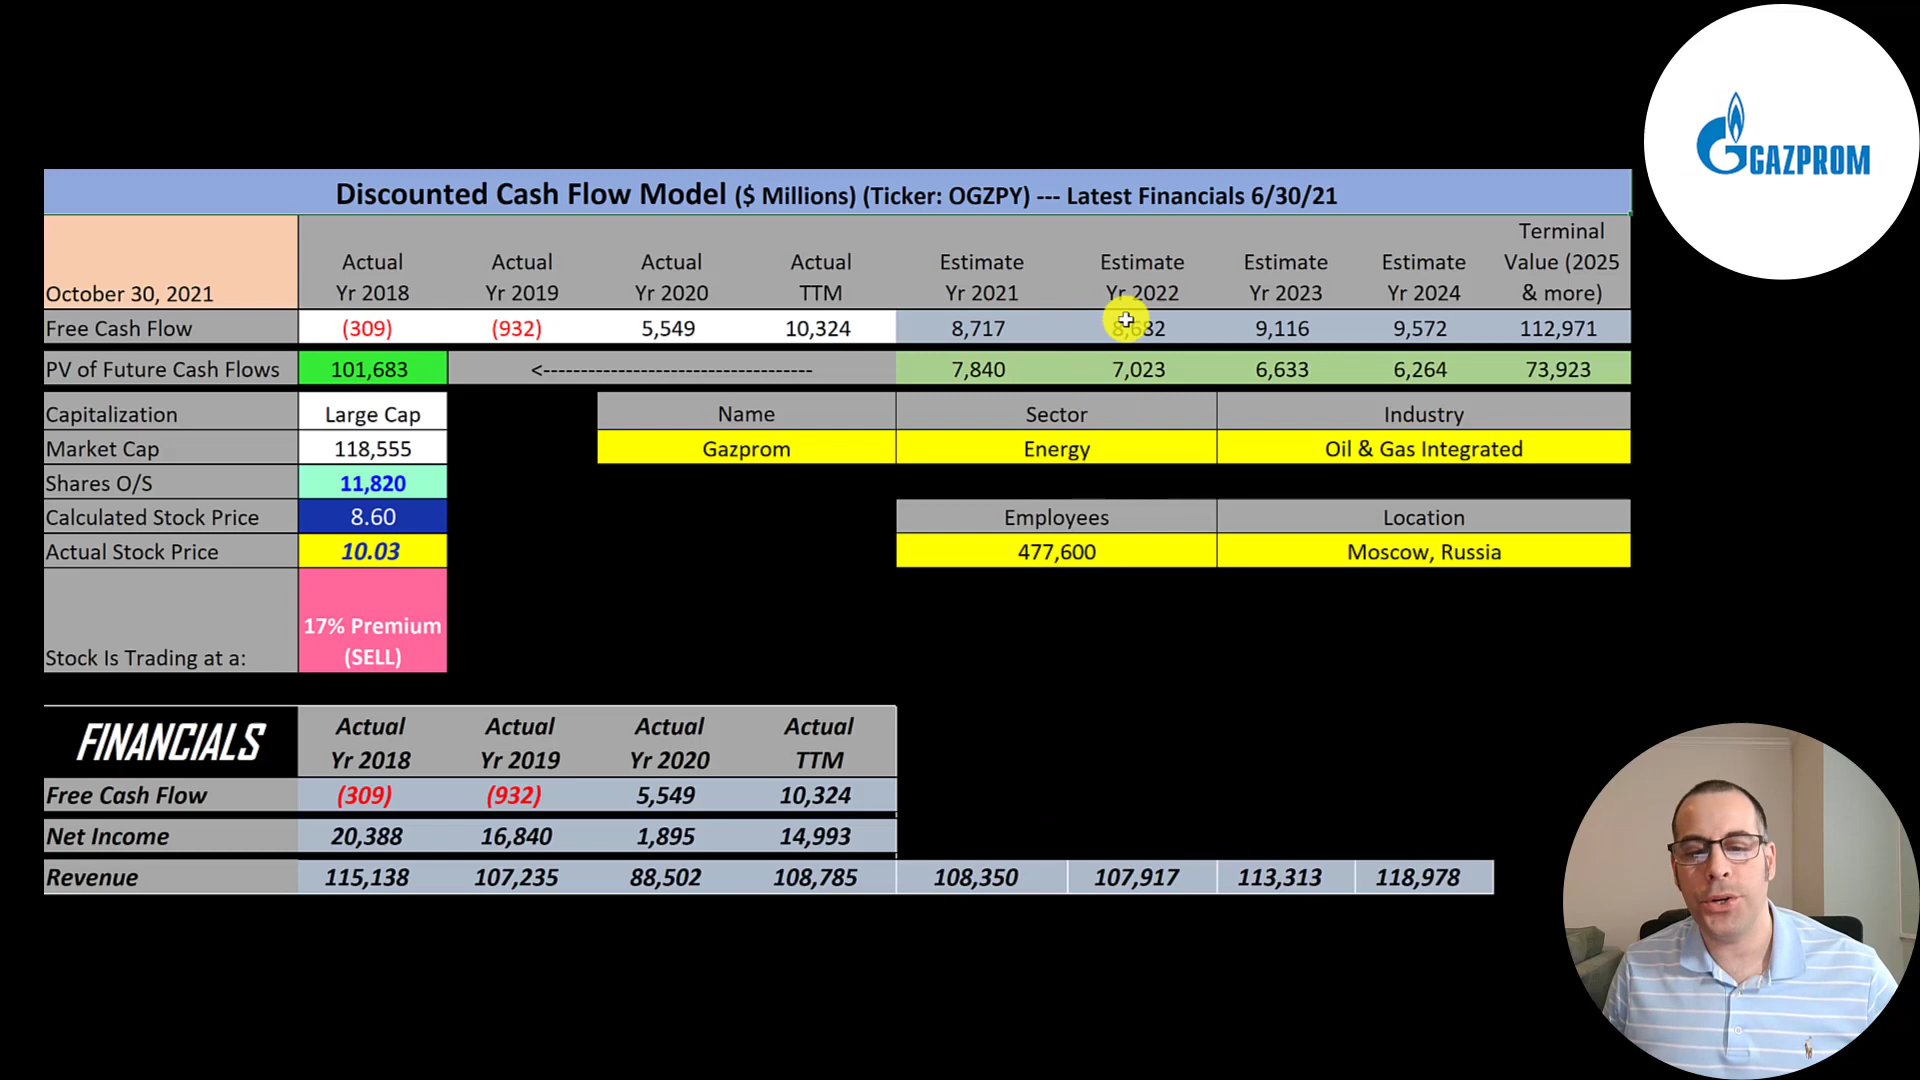 GAZPROM
Discounted Cash Flow Model ($ Millions) (Ticker: OGZPY) --- Latest Financials 6/30/21
October 30, 2021 Actual Yr 2018 Actual Yr 2019 Actual Yr 2020 Actual TTM Estimate Yr 2021 Estimate Yr 2022 Estimate Yr 2023 Estimate Yr 2024 Terminal Value (2025 & more)
Free Cash Flow (309) (932) 5,549 10,324 8,717 8,682 9,116 9,572 112,971
PV of Future Cash Flows 101,683 <---------------------------------- 7,840 7,023 6,633 6,264 73,923
Capitalization Large Cap Name Sector Industry
Market Cap 118,555 Gazprom Energy Oil & Gas Integrated
Shares O/S 11,820
Calculated Stock Price 8.60 Employees Location
Actual Stock Price 10.03 477,600 Moscow, Russia
Stock Is Trading at a: 17% Premium (SELL)
FINANCIALS Actual Yr 2018 Actual Yr 2019 Actual Yr 2020 Actual TTM
Free Cash Flow (309) (932) 5,549 10,324
Net Income 20,388 16,840 1,895 14,993
Revenue 115,138 107,235 88,502 108,785 108,350 107,917 113,313 118,978